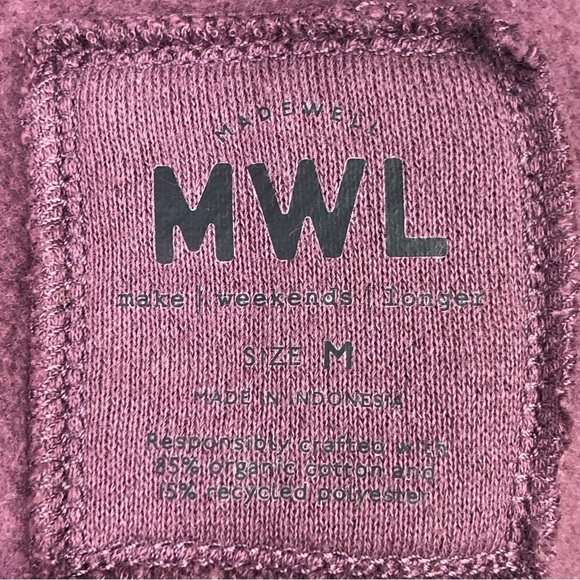 MADEWELL
MWL
make | weekends | longer
SIZE M
MADE IN INDONESIA
Responsibly crafted with
85% organic cotton and
15% recycled polyester